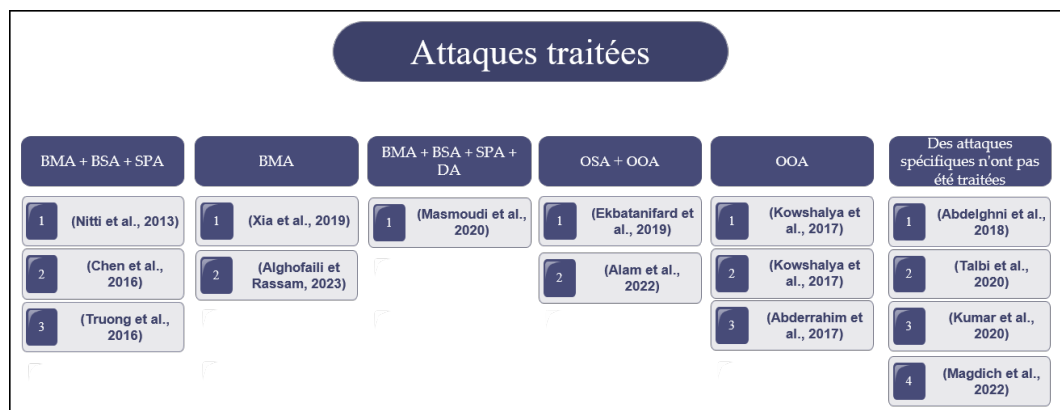 Attaques traitées
BMA + BSA + SPA
1
(Nitti et al., 2013)
2
(Chen et al.,
2016)
3
(Truong et al.,
2016)
BMA
1
(Xia et al., 2019)
2
(Alghofaili et
Rassam, 2023)
BMA + BSA + SPA +
DA
1
(Masmoudi et al.,
2020)
OSA + OOA
1
(Ekbatanifard et
al., 2019)
2
(Alam et al.,
2022)
OOA
1
(Kowshalya et
al., 2017)
2
(Kowshalya et
al., 2017)
3
(Abderrahim et
al., 2017)
Des attaques
spécifiques n'ont pas
été traitées
1
(Abdelghni et al.,
2018)
2
(Talbi et al.,
2020)
3
(Kumar et al.,
2020)
4
(Magdich et al.,
2022)